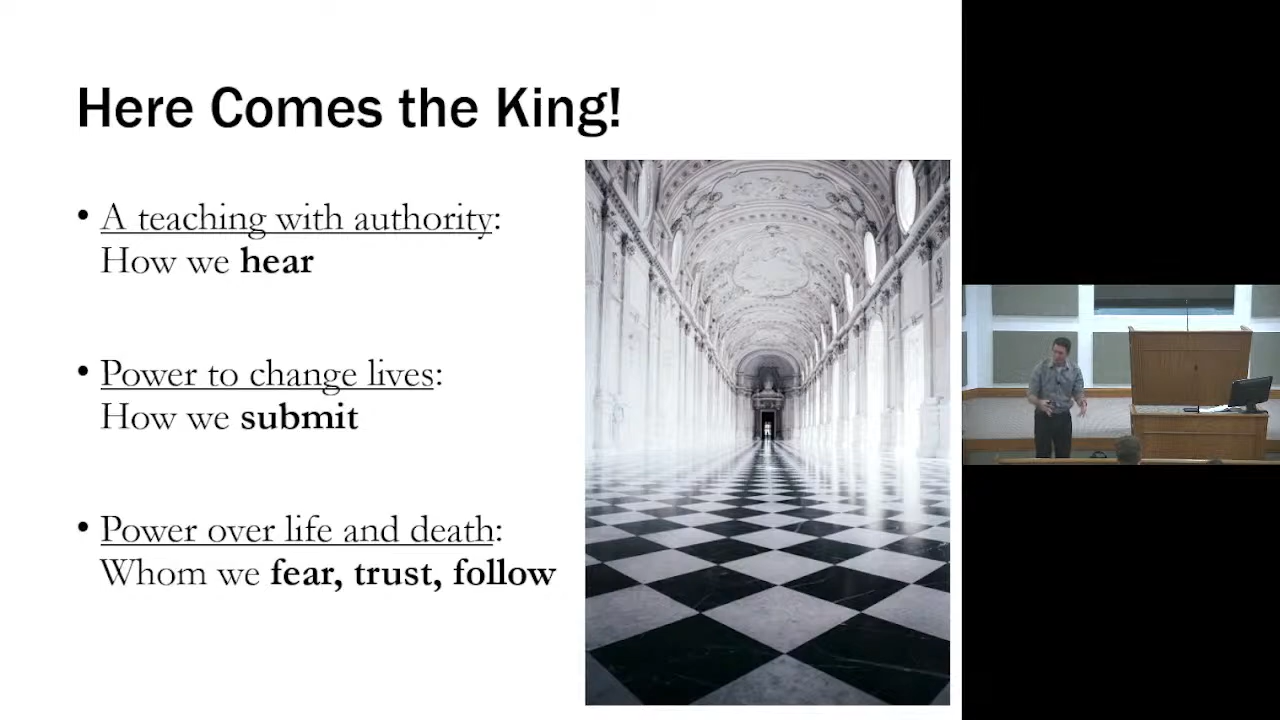 Here Comes the King!
• A teaching with authority:
How we hear
• Power to change lives:
How we submit
• Power over life and death:
Whom we fear, trust, follow